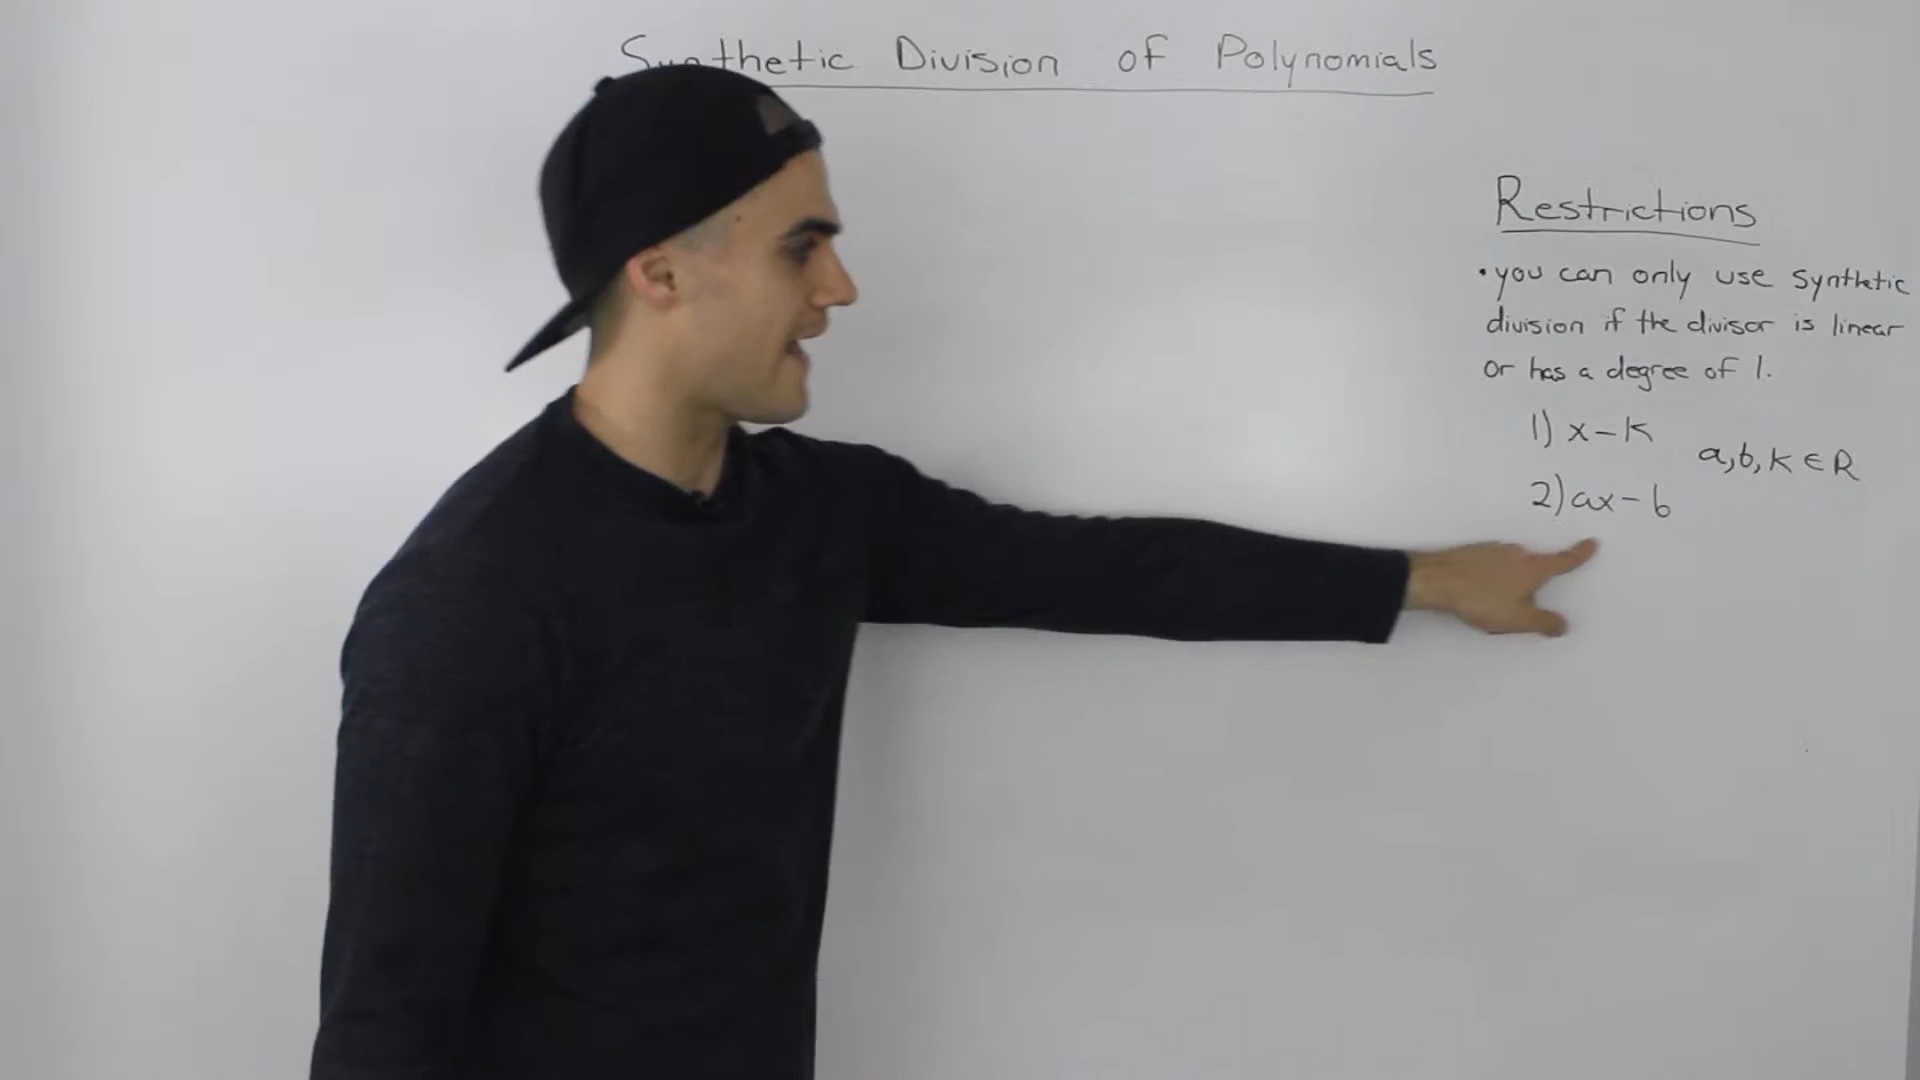 Synthetic Division of Polynomials
Restrictions
• you can only use synthetic
division if the divisor is linear
or has a degree of 1.
1) x-k
a,b,k ∈ R
2) ax-b